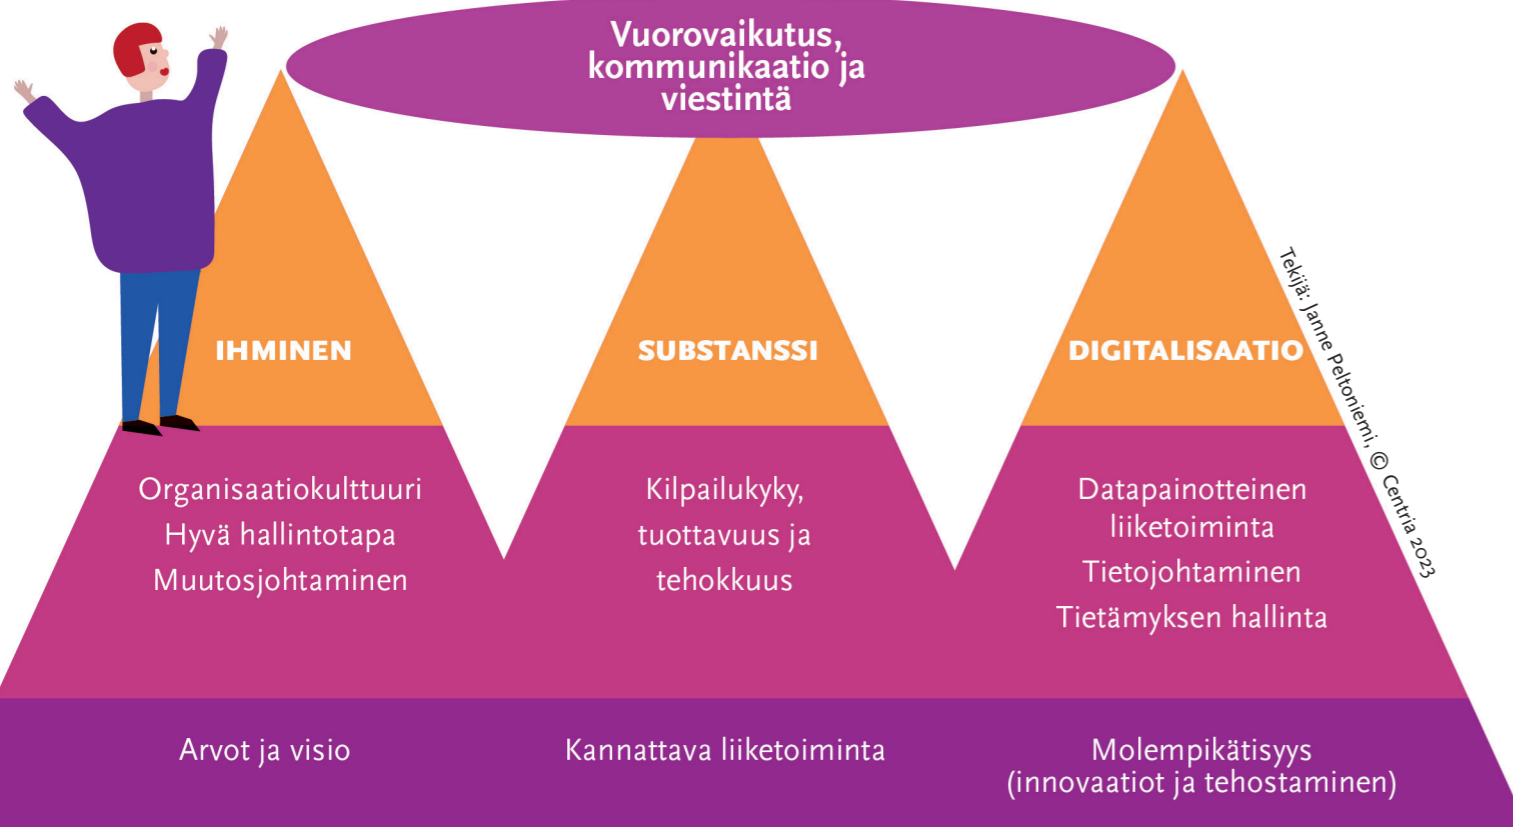 Vuorovaikutus,
kommunikaatio ja
viestintä
IHMINEN
SUBSTANSSI
DIGITALISAATIO
Organisaatiokulttuuri
Hyvä hallintotapa
Muutosjohtaminen
Kilpailukyky,
tuottavuus ja
tehokkuus
Datapainotteinen
liiketoiminta
Tietojohtaminen
Tietämyksen hallinta
Arvot ja visio
Kannattava liiketoiminta
Molempikätisyys
(innovaatiot ja tehostaminen)
Tekijä: Janne Peltoniemi, © Centria 2023